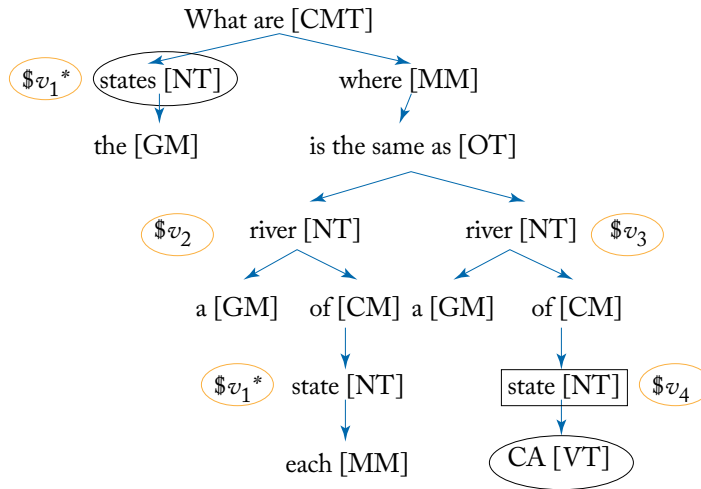 What are [CMT]
$v1* states [NT] where [MM]
the [GM] is the same as [OT]
$v2 river [NT] river [NT] $v3
a [GM] of [CM] a [GM] of [CM]
$v1* state [NT] state [NT] $v4
each [MM] CA [VT]